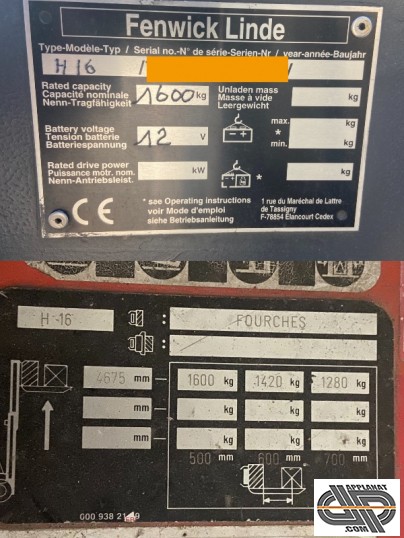 Fenwick Linde
Type-Modèle-Typ / Serial no.-N° de série-Serien-Nr / year-année-Baujahr
H 16 /
Rated capacity
Capacité nominale
Nenn-Tragfähigkeit
1600 kg
Unladen mass
Masse à vide
Leergewicht
kg
Battery voltage
Tension batterie
Batteriespannung
12 V
max. kg
*
min. kg
Rated drive power
Puissance motr. nom.
Nenn-Antriebsleist.
kW
* kg
CE
* see Operating instructions
voir Mode d'emploi
siehe Betriebsanleitung
1 rue du Maréchal de Lattre
de Tassigny
F-78854 Elancourt Cedex
H -16
FOURCHES
4675 mm 1600 kg 1420 kg 1280 kg
mm kg kg kg
mm kg kg kg
500 mm 600 mm 700 mm
APPLANAT
dlp
.COM